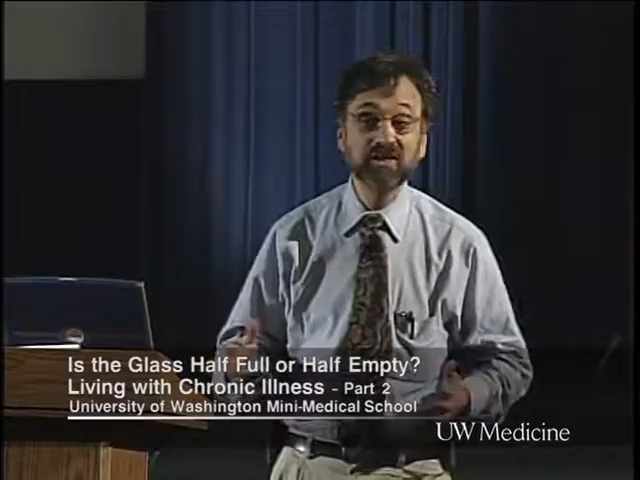 Is the Glass Half Full or Half Empty?
Living with Chronic Illness - Part 2
University of Washington Mini-Medical School
UW Medicine